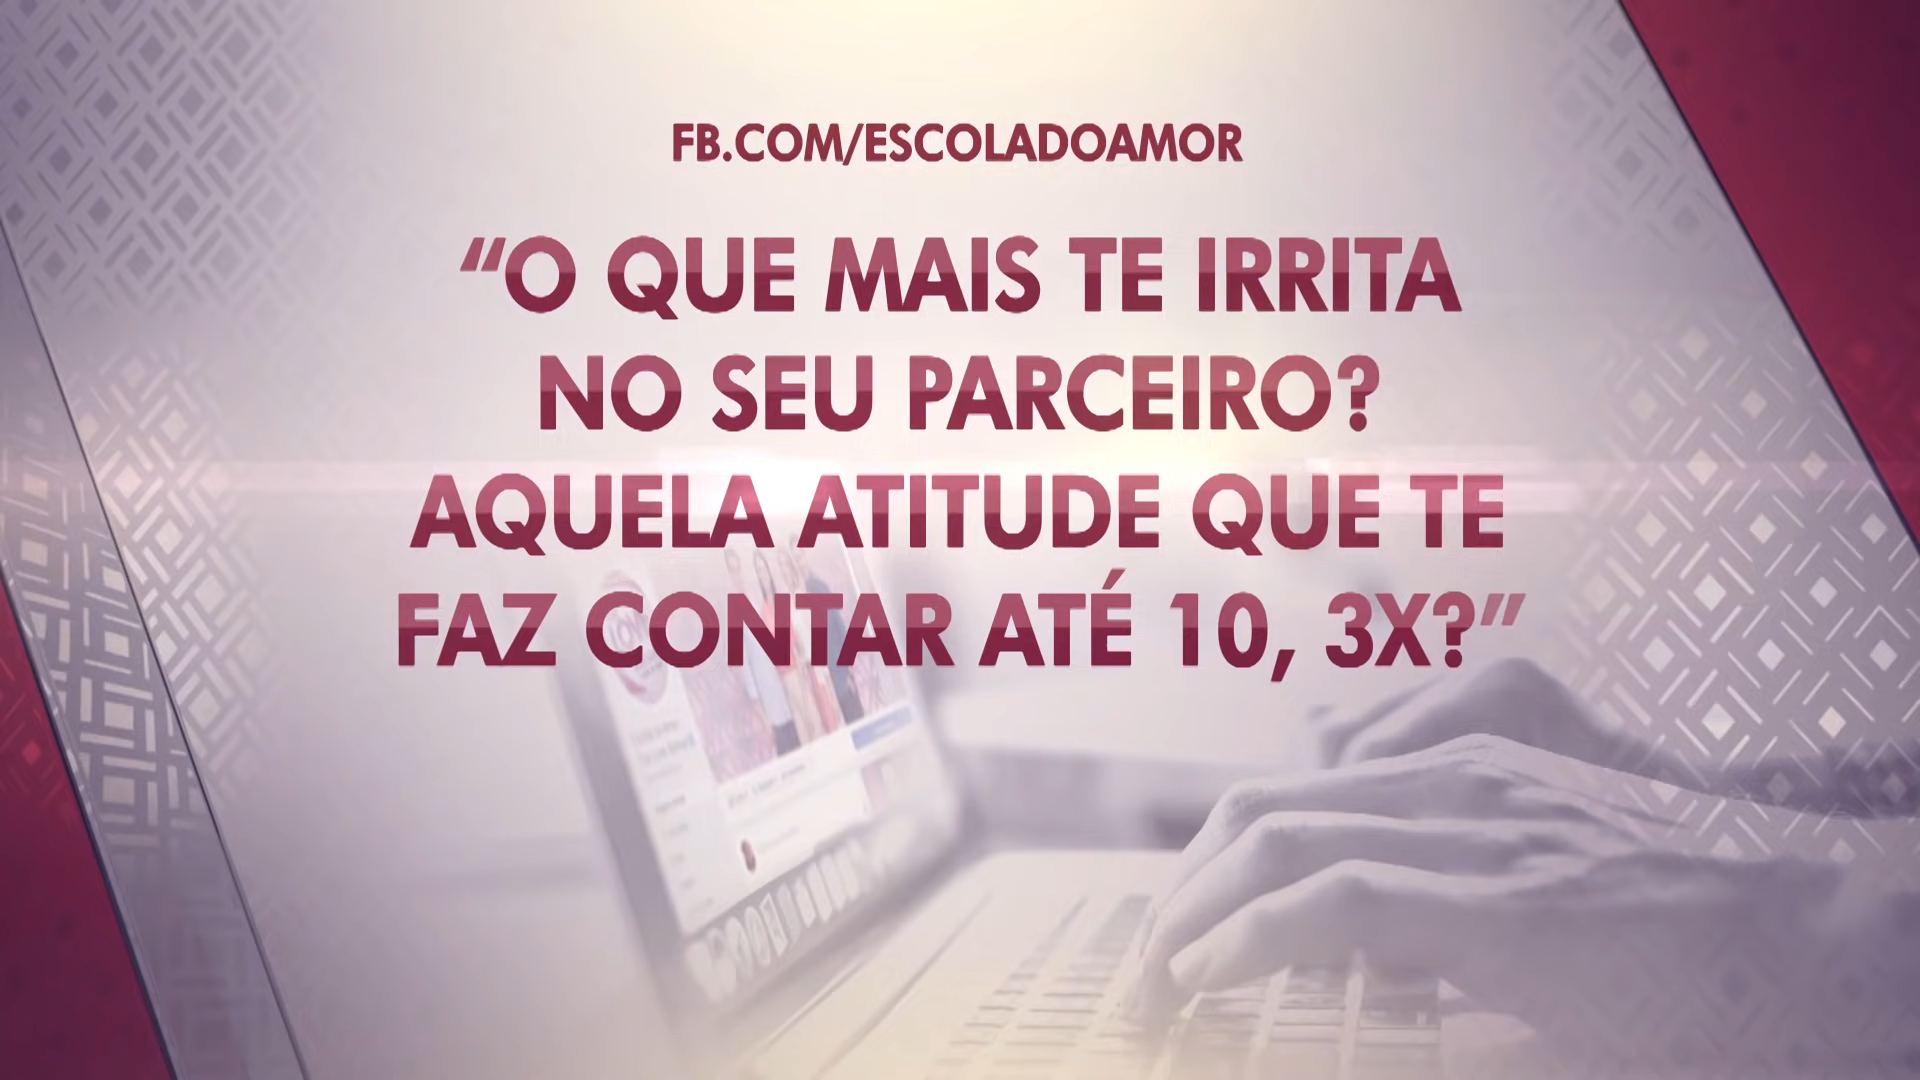 FB.COM/ESCOLADOAMOR
“O QUE MAIS TE IRRITA
NO SEU PARCEIRO?
AQUELA ATITUDE QUE TE
FAZ CONTAR ATÉ 10, 3X?”